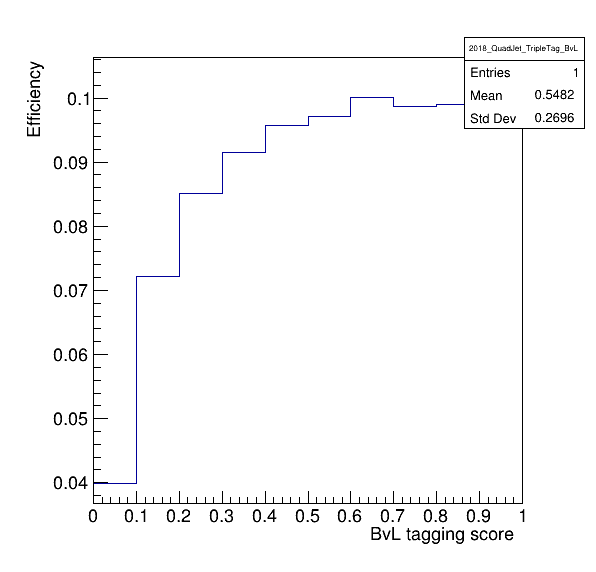 2018_QuadJet_TripleTag_BvL
Entries 1
Mean 0.5482
Std Dev 0.2696
Efficiency
0.1
0.09
0.08
0.07
0.06
0.05
0.04
0 0.1 0.2 0.3 0.4 0.5 0.6 0.7 0.8 0.9 1
BvL tagging score